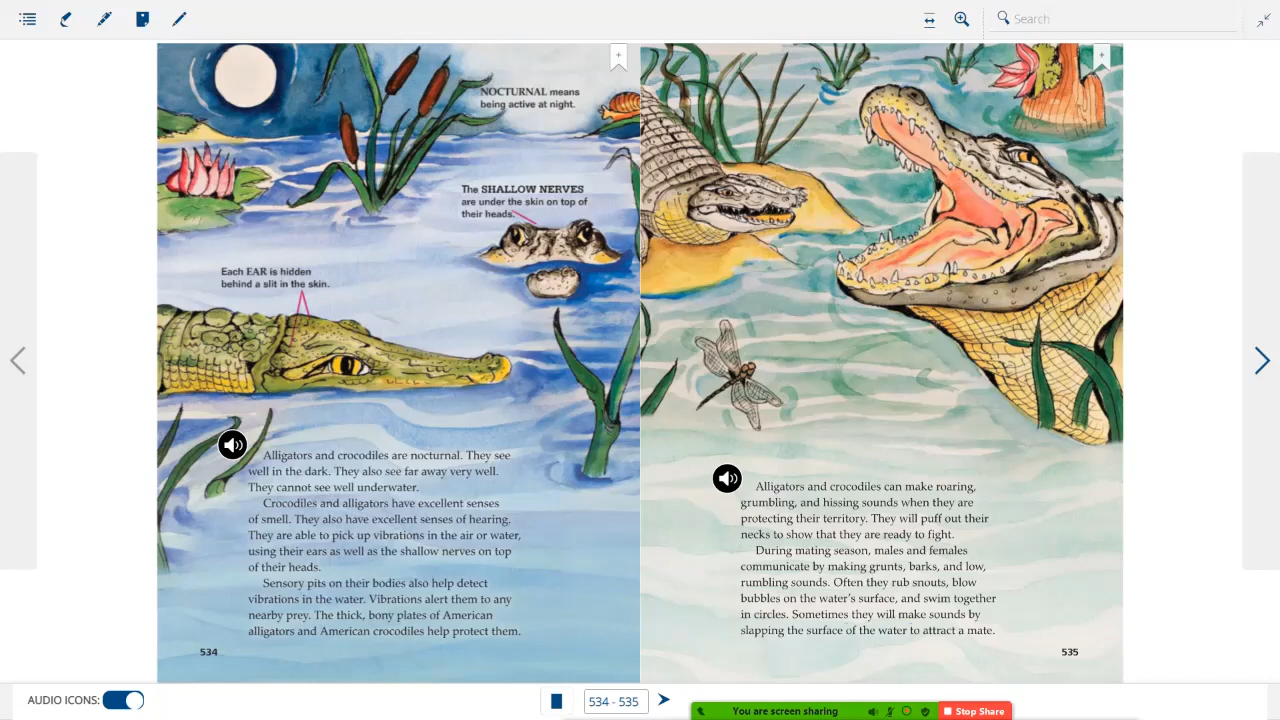 Search
NOCTURNAL means
being active at night.
The SHALLOW NERVES
are under the skin on top of
their heads.
Each EAR is hidden
behind a slit in the skin.
Alligators and crocodiles are nocturnal. They see
well in the dark. They also see far away very well.
They cannot see well underwater.
Crocodiles and alligators have excellent senses
of smell. They also have excellent senses of hearing.
They are able to pick up vibrations in the air or water,
using their ears as well as the shallow nerves on top
of their heads.
Sensory pits on their bodies also help detect
vibrations in the water. Vibrations alert them to any
nearby prey. The thick, bony plates of American
alligators and American crocodiles help protect them.
534
Alligators and crocodiles can make roaring,
grumbling, and hissing sounds when they are
protecting their territory. They will puff out their
necks to show that they are ready to fight.
During mating season, males and females
communicate by making grunts, barks, and low,
rumbling sounds. Often they rub snouts, blow
bubbles on the water's surface, and swim together
in circles. Sometimes they will make sounds by
slapping the surface of the water to attract a mate.
535
AUDIO ICONS:
534 - 535
You are screen sharing
Stop Share